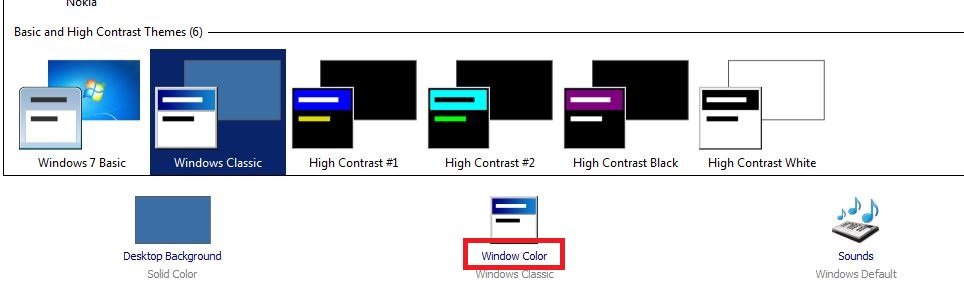 Nokia
Basic and High Contrast Themes (6)
Windows 7 Basic
Windows Classic
High Contrast #1
High Contrast #2
High Contrast Black
High Contrast White
Desktop Background
Window Color
Sounds
Solid Color
Windows Classic
Windows Default